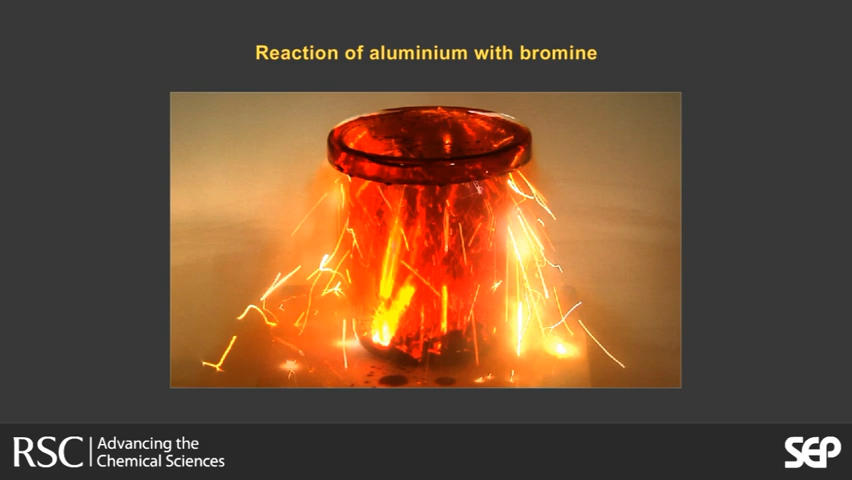 Reaction of aluminium with bromine
RSC
Advancing the
Chemical Sciences
SEP